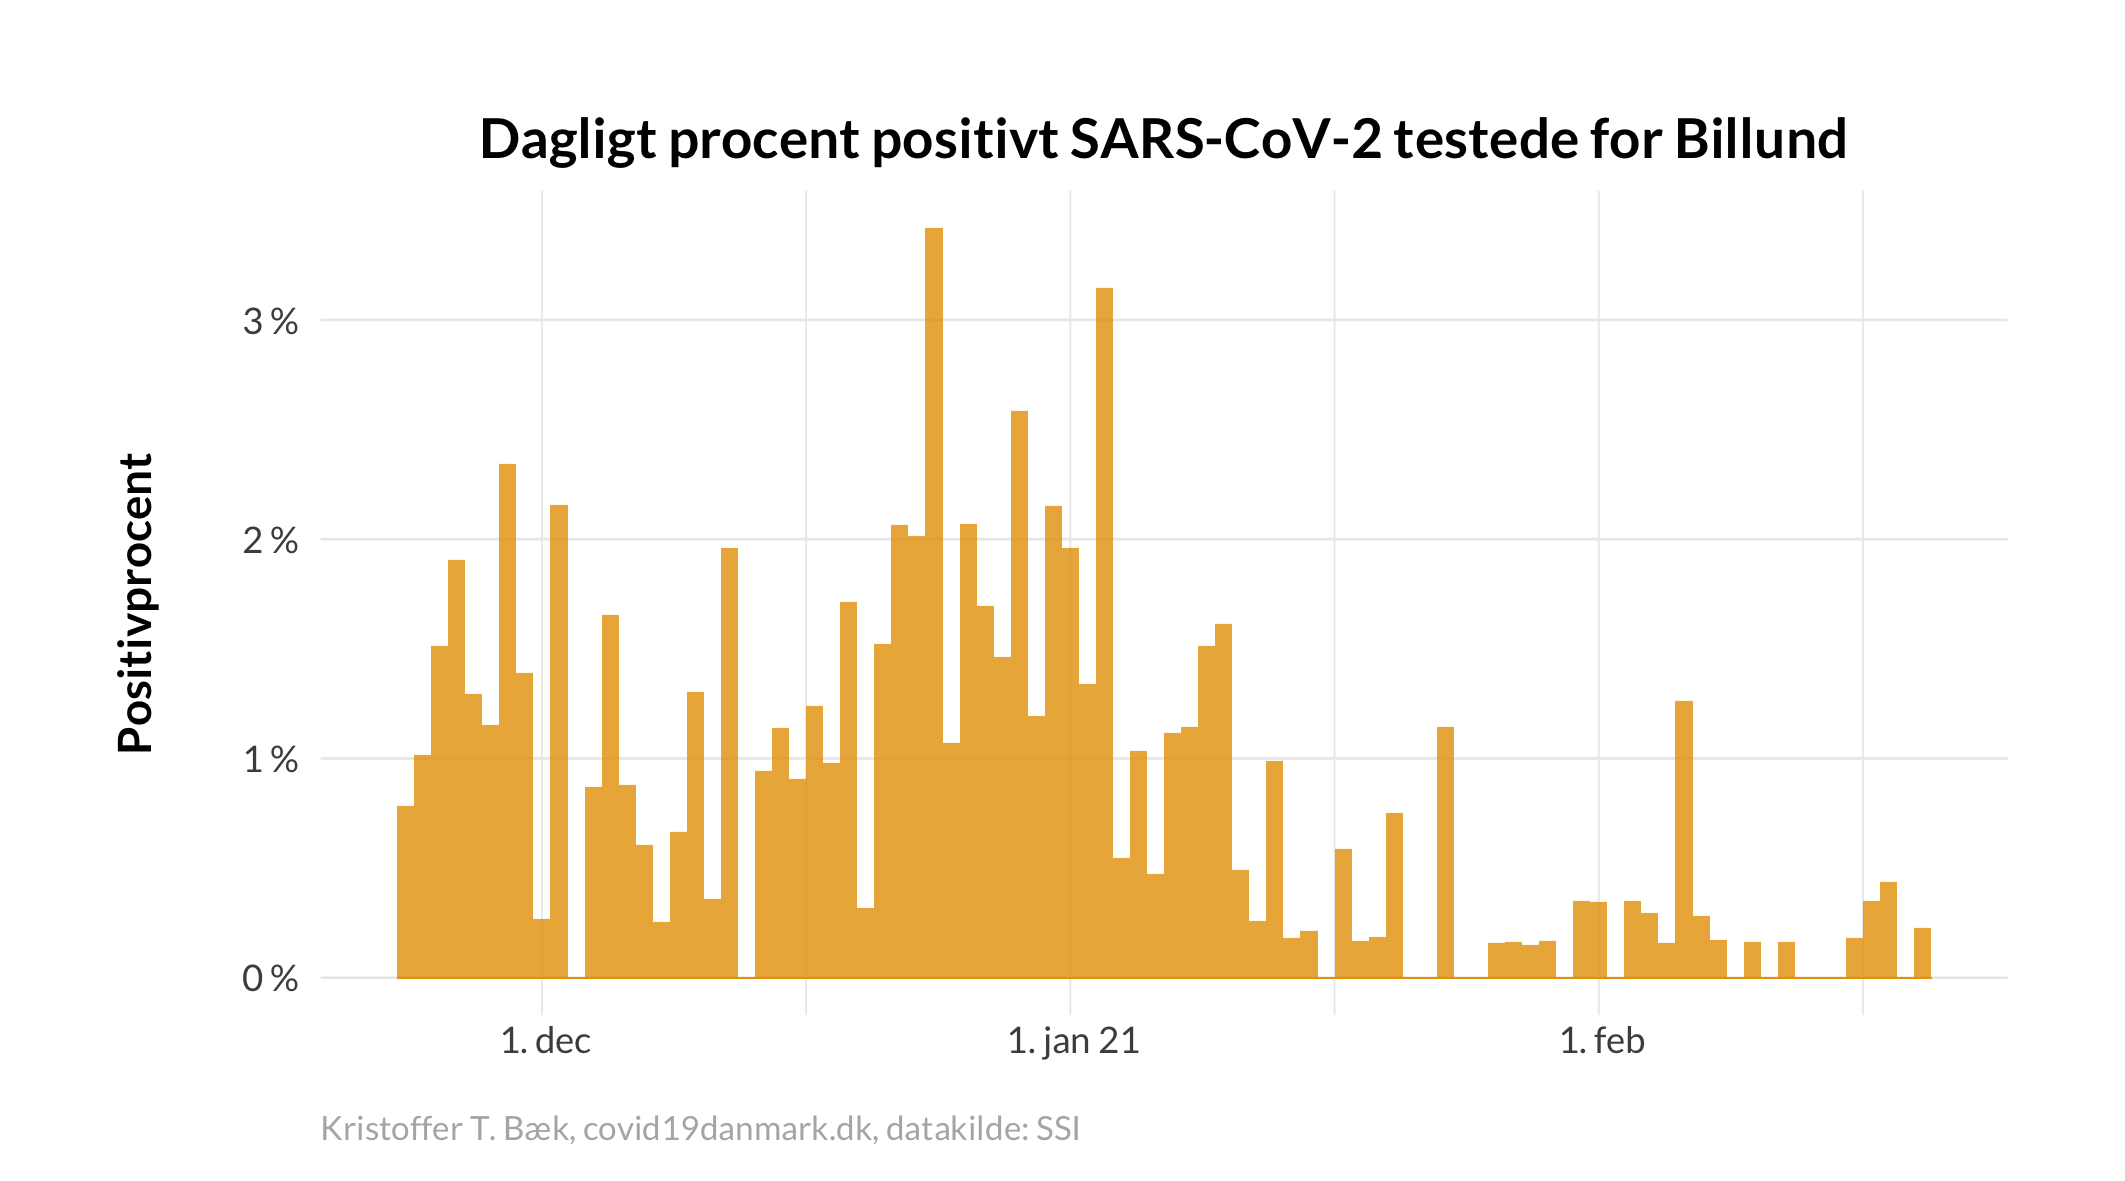 Dagligt procent positivt SARS-CoV-2 testede for Billund
Positivprocent
3 %
2 %
1 %
0 %
1. dec
1. jan 21
1. feb
Kristoffer T. Bæk, covid19danmark.dk, datakilde: SSI